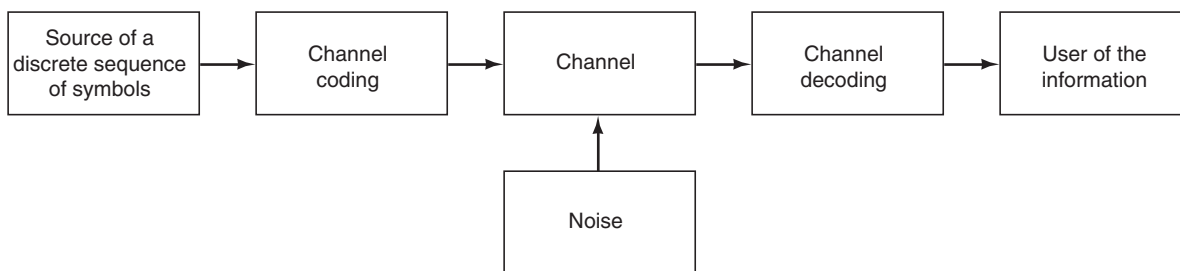 Source of a
discrete sequence
of symbols
Channel
coding
Channel
Channel
decoding
User of the
information
Noise